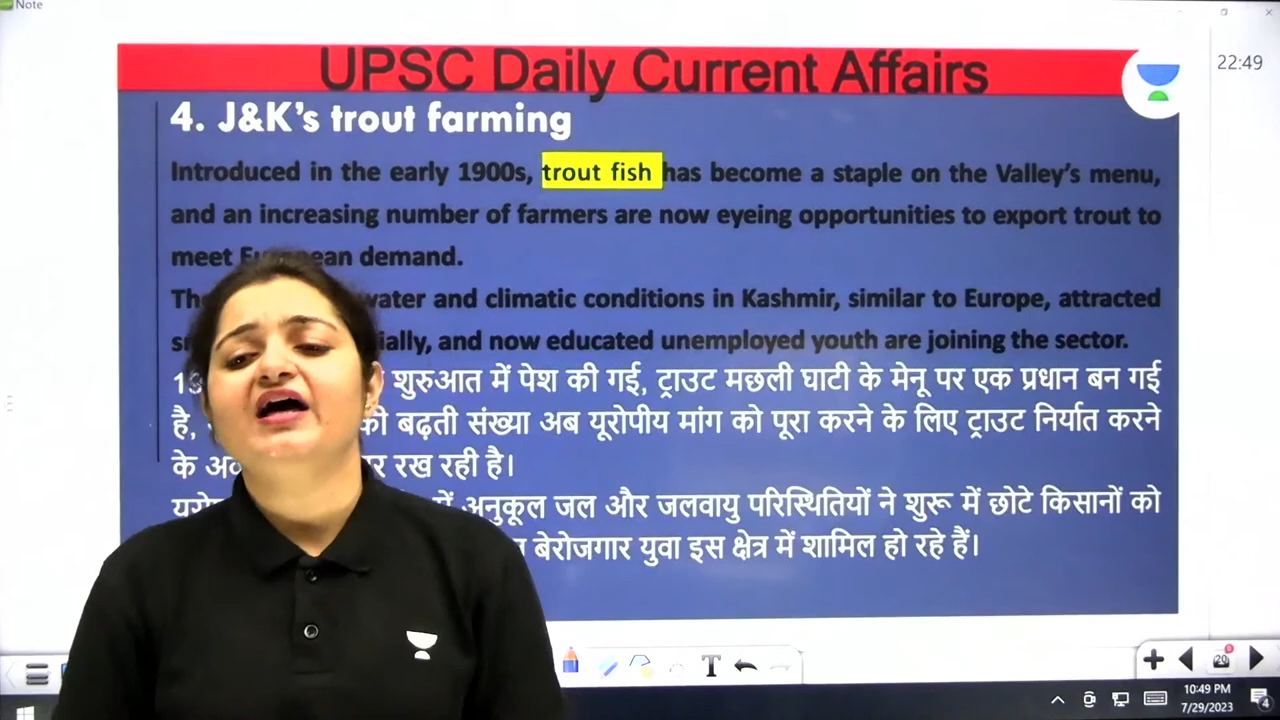 Note
UPSC Daily Current Affairs
22:49
4. J&K's trout farming
Introduced in the early 1900s, trout fish has become a staple on the Valley's menu,
and an increasing number of farmers are now eyeing opportunities to export trout to
meet demand.
water and climatic conditions in Kashmir, similar to Europe, attracted
and now educated unemployed youth are joining the sector.
शुरुआत में पेश की गई, ट्राउट मछली घाटी के मेनू पर एक प्रधान बन गई
है, की बढ़ती संख्या अब यूरोपीय मांग को पूरा करने के लिए ट्राउट निर्यात करने
के रख रही है।
में अनुकूल जल और जलवायु परिस्थितियों ने शुरू में छोटे किसानों को
बेरोजगार युवा इस क्षेत्र में शामिल हो रहे हैं।
T
20
10:49 PM
7/29/2023
4